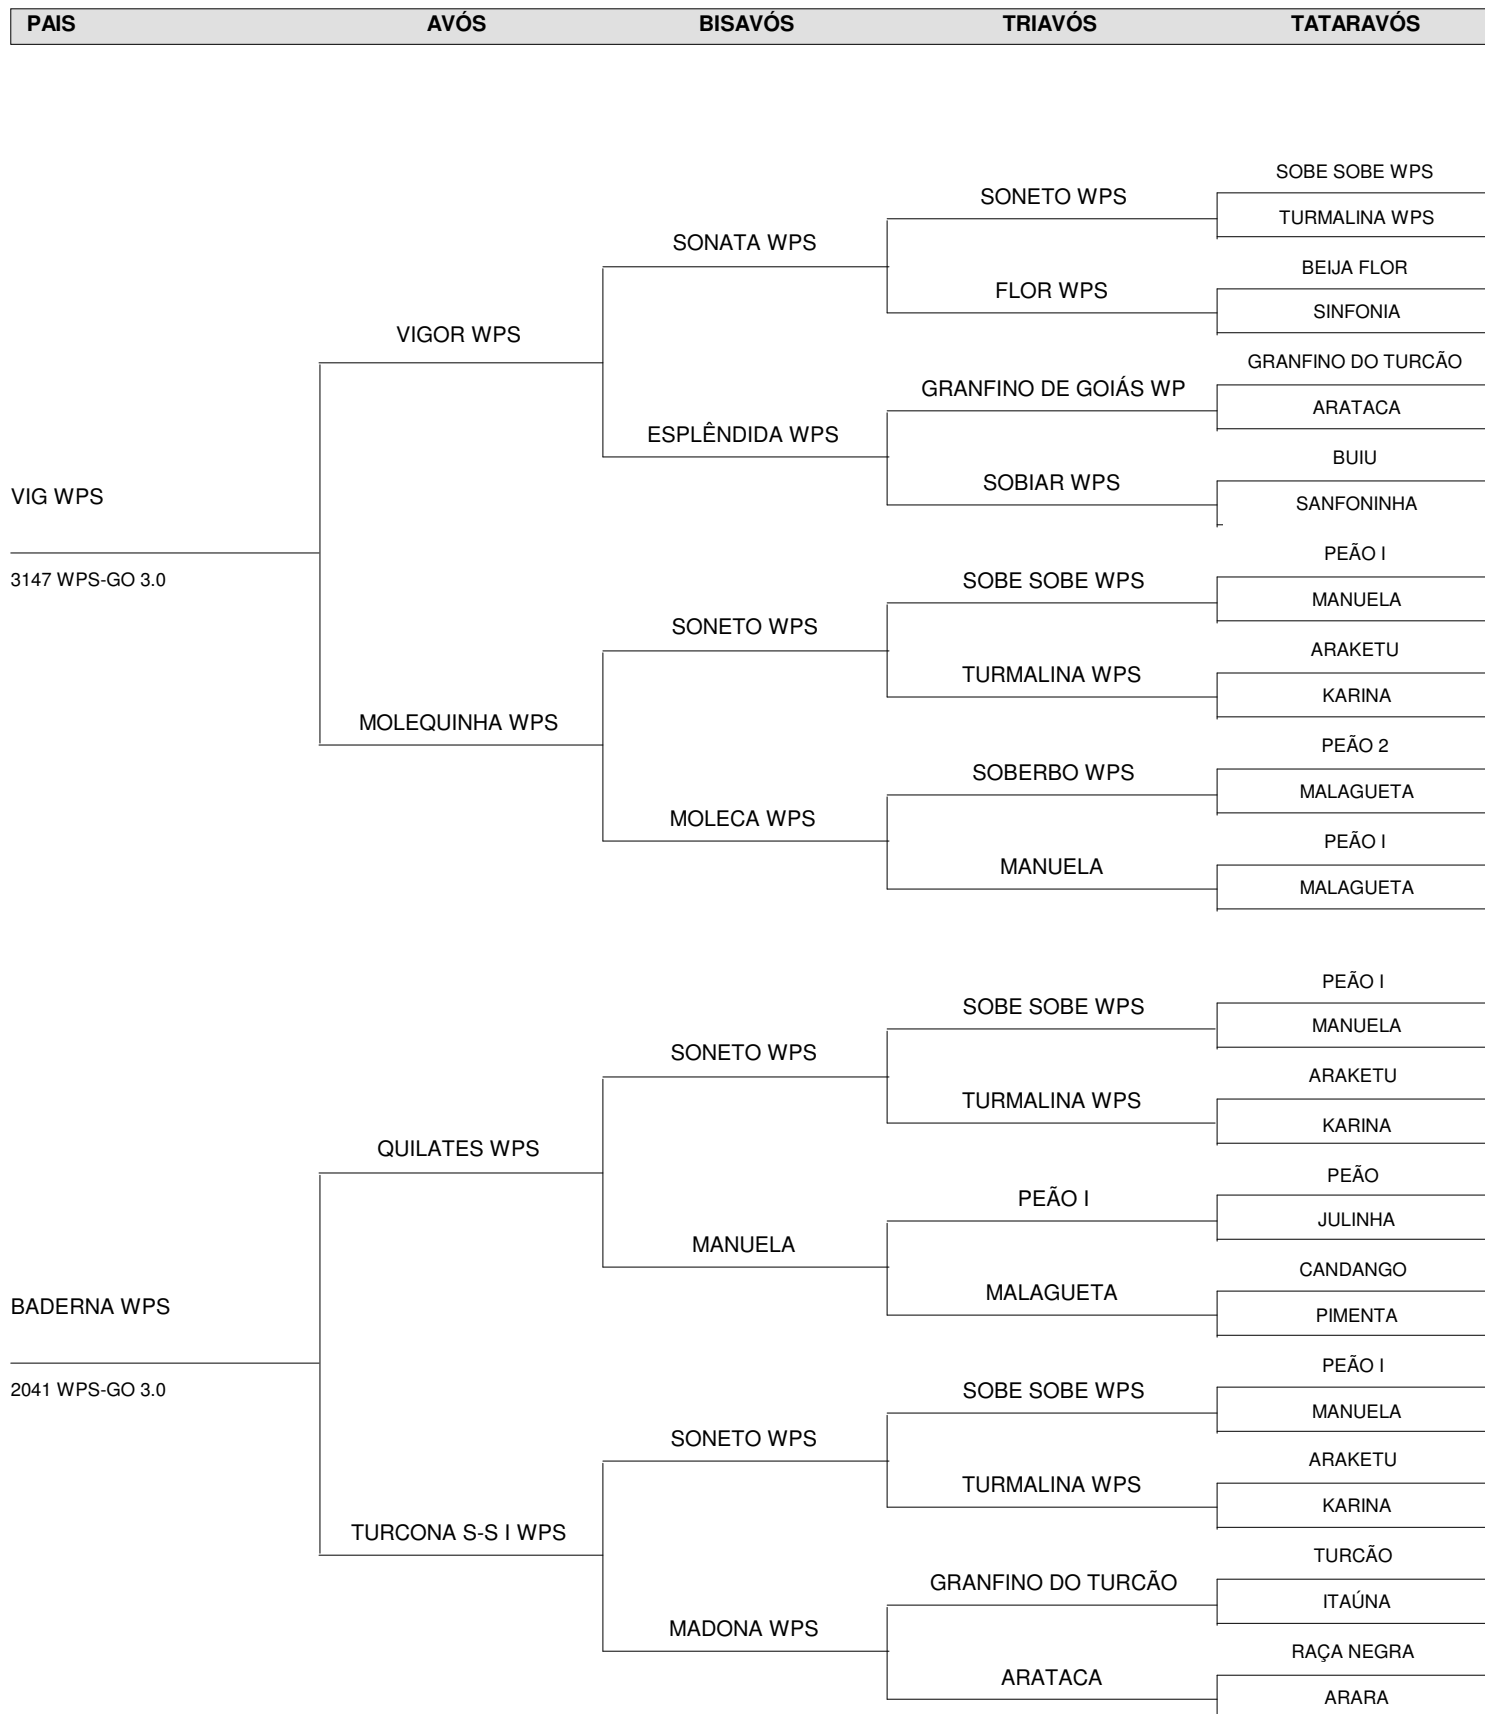 PAIS AVÓS BISAVÓS TRIAVÓS TATARAVÓS
SOBE SOBE WPS
SONETO WPS
TURMALINA WPS
SONATA WPS
BEIJA FLOR
FLOR WPS
SINFONIA
VIGOR WPS
GRANFINO DO TURCÃO
GRANFINO DE GOIÁS WP
ARATACA
ESPLÊNDIDA WPS
BUIU
SOBIAR WPS
VIG WPS
SANFONINHA
PEÃO I
3147 WPS-GO 3.0
SOBE SOBE WPS
MANUELA
SONETO WPS
ARAKETU
TURMALINA WPS
KARINA
MOLEQUINHA WPS
PEÃO 2
SOBERBO WPS
MALAGUETA
MOLECA WPS
PEÃO I
MANUELA
MALAGUETA
PEÃO I
SOBE SOBE WPS
MANUELA
SONETO WPS
ARAKETU
TURMALINA WPS
KARINA
QUILATES WPS
PEÃO
PEÃO I
JULINHA
MANUELA
CANDANGO
MALAGUETA
BADERNA WPS
PIMENTA
PEÃO I
2041 WPS-GO 3.0
SOBE SOBE WPS
MANUELA
SONETO WPS
ARAKETU
TURMALINA WPS
KARINA
TURCONA S-S I WPS
TURCÃO
GRANFINO DO TURCÃO
ITAÚNA
MADONA WPS
RAÇA NEGRA
ARATACA
ARARA